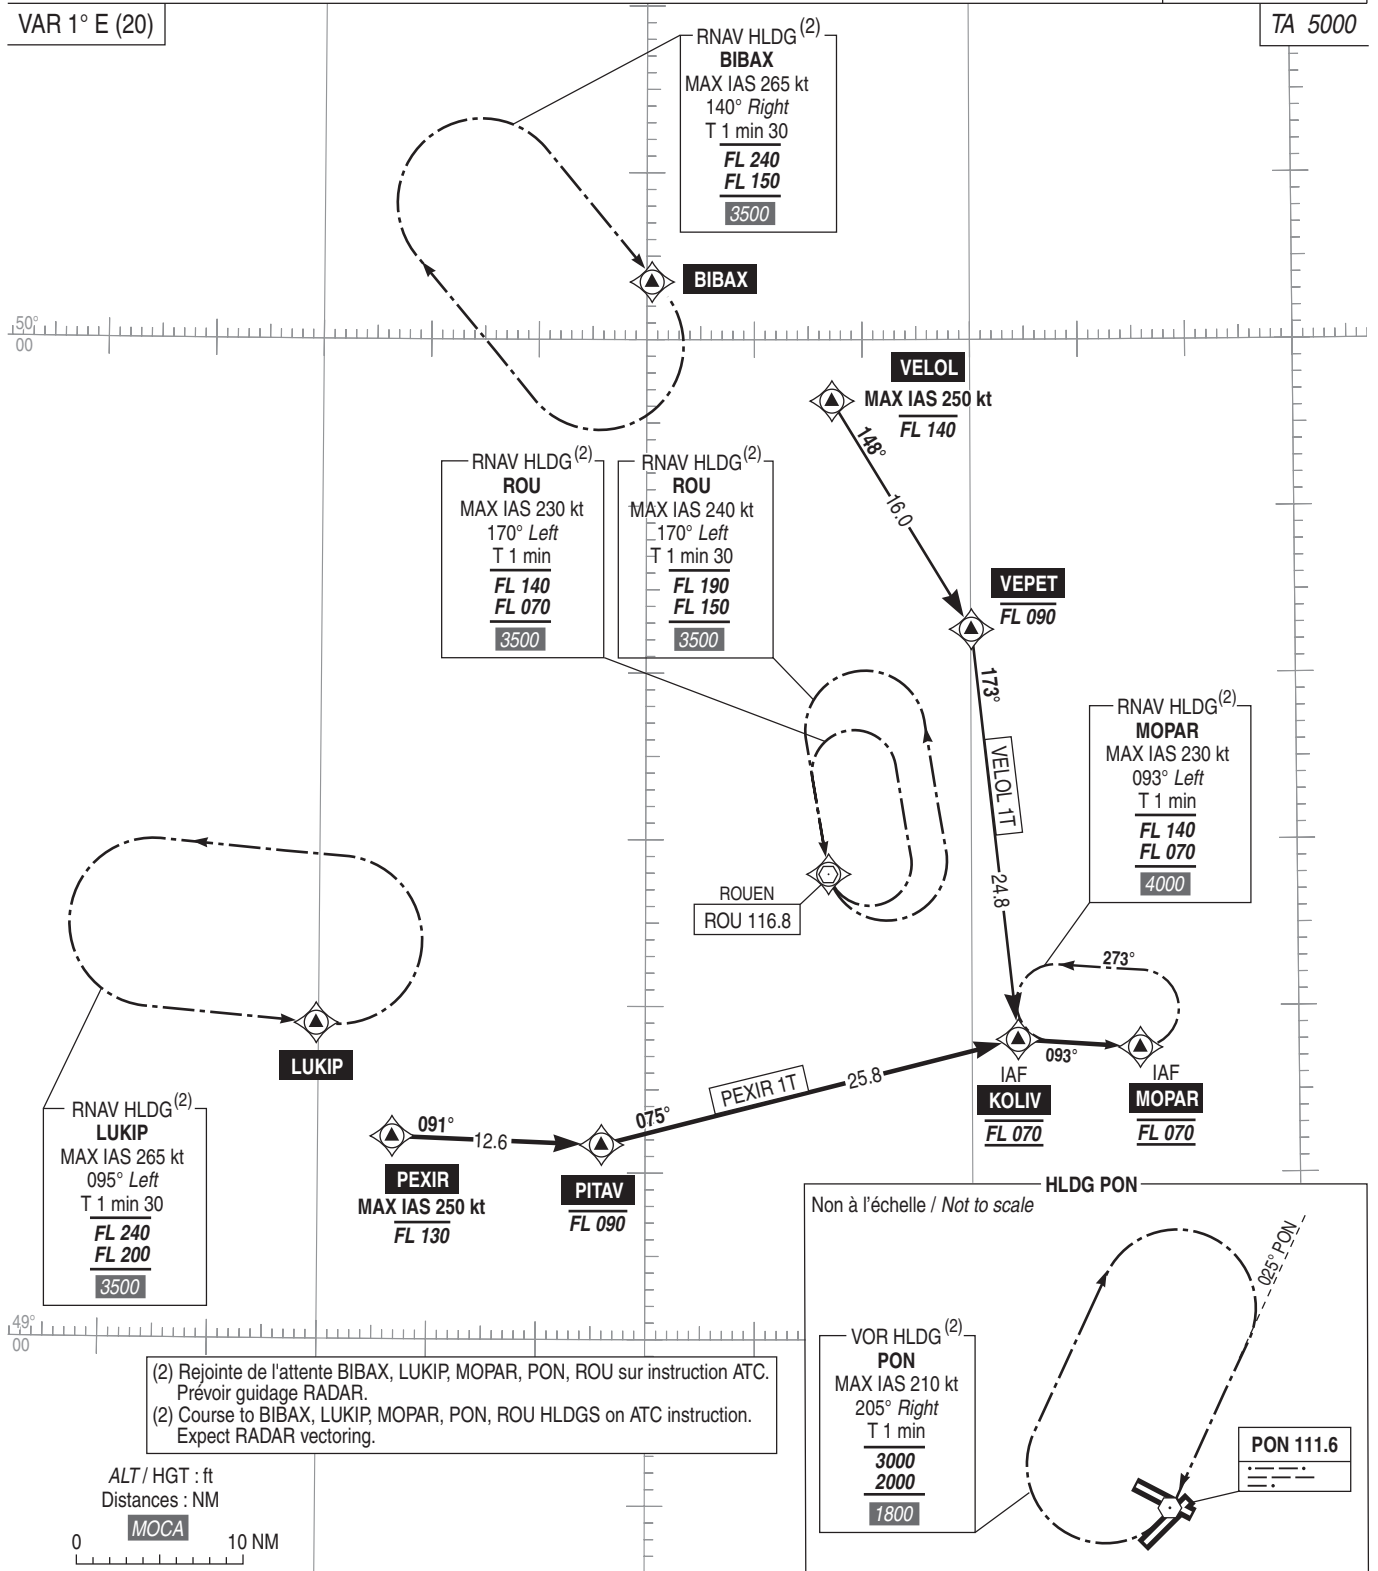 VAR 1° E (20)
TA 5000
RNAV HLDG (2)
BIBAX
MAX IAS 265 kt
140° Right
T 1 min 30
FL 240
FL 150
3500
BIBAX
50°
00
VELOL
MAX IAS 250 kt
FL 140
148°
16.0
RNAV HLDG (2)
ROU
MAX IAS 230 kt
170° Left
T 1 min
FL 140
FL 070
3500
RNAV HLDG (2)
ROU
MAX IAS 240 kt
170° Left
T 1 min 30
FL 190
FL 150
3500
VEPET
FL 090
173°
VELOL 1T
24.8
RNAV HLDG (2)
MOPAR
MAX IAS 230 kt
093° Left
T 1 min
FL 140
FL 070
4000
ROUEN
ROU 116.8
273°
093°
IAF
KOLIV
FL 070
IAF
MOPAR
FL 070
LUKIP
RNAV HLDG (2)
LUKIP
MAX IAS 265 kt
095° Left
T 1 min 30
FL 240
FL 200
3500
091°
12.6
PEXIR
MAX IAS 250 kt
FL 130
075°
PEXIR 1T
25.8
PITAV
FL 090
HLDG PON
Non à l'échelle / Not to scale
025° PON
VOR HLDG (2)
PON
MAX IAS 210 kt
205° Right
T 1 min
3000
2000
1800
PON 111.6
49°
00
(2) Rejointe de l'attente BIBAX, LUKIP, MOPAR, PON, ROU sur instruction ATC.
Prévoir guidage RADAR.
(2) Course to BIBAX, LUKIP, MOPAR, PON, ROU HLDGS on ATC instruction.
Expect RADAR vectoring.
ALT / HGT : ft
Distances : NM
MOCA
0 10 NM